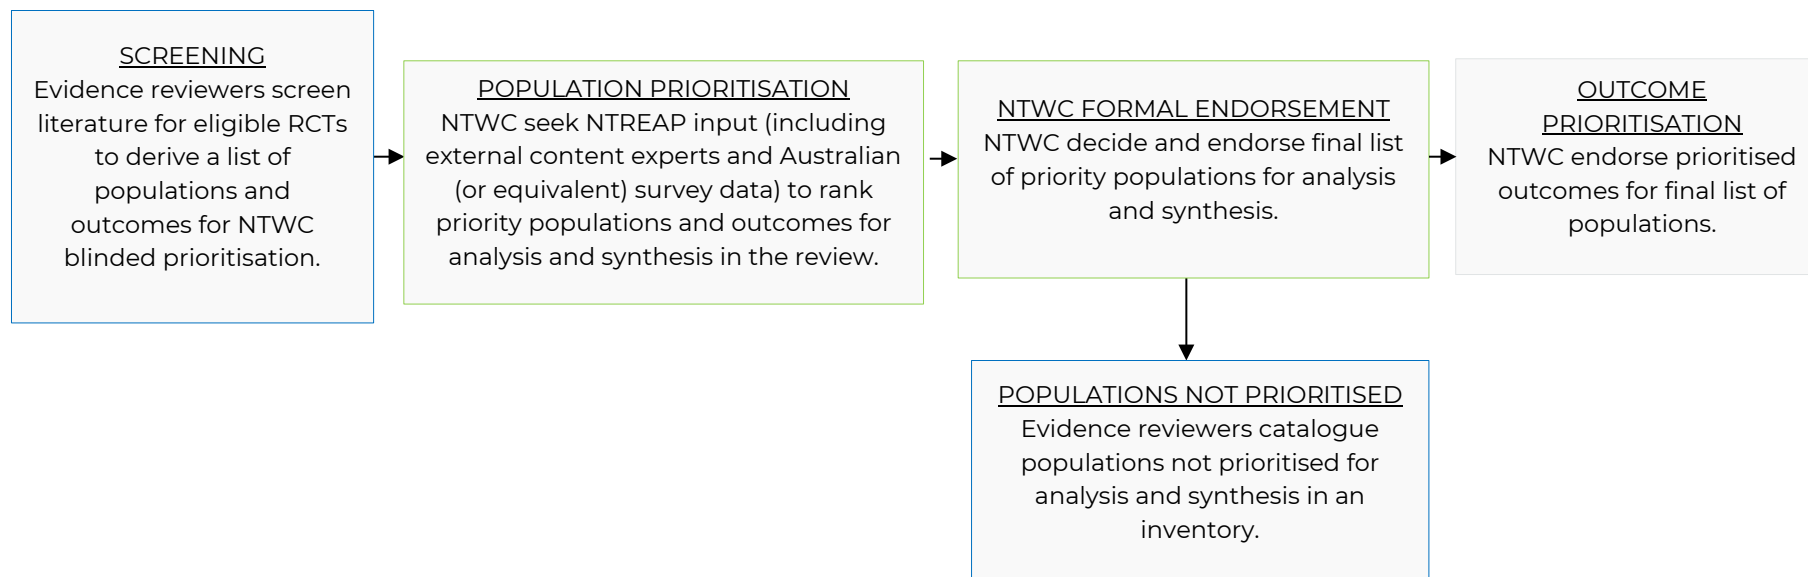 SCREENING
Evidence reviewers screen
literature for eligible RCTs
to derive a list of
populations and
outcomes for NTWC
blinded prioritisation.
POPULATION PRIORITISATION
NTWC seek NTREAP input (including
external content experts and Australian
(or equivalent) survey data) to rank
priority populations and outcomes for
analysis and synthesis in the review.
NTWC FORMAL ENDORSEMENT
NTWC decide and endorse final list
of priority populations for analysis
and synthesis.
OUTCOME
PRIORITISATION
NTWC endorse prioritised
outcomes for final list of
populations.
POPULATIONS NOT PRIORITISED
Evidence reviewers catalogue
populations not prioritised for
analysis and synthesis in an
inventory.